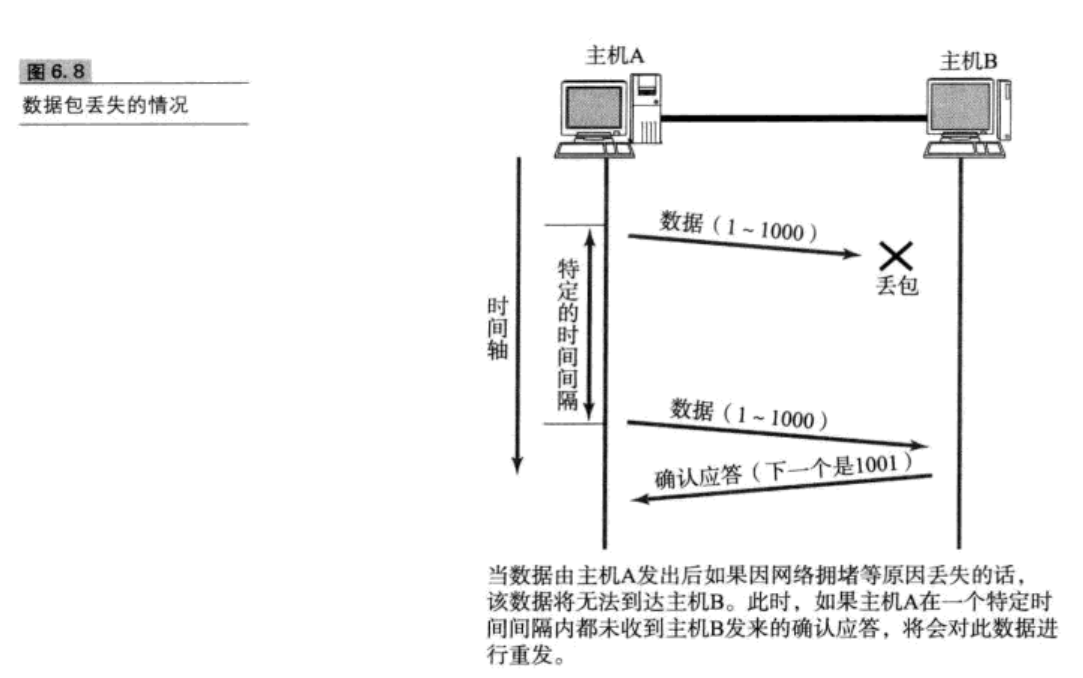 图 6.8
数据包丢失的情况
主机A
主机B
数据（1～1000）
丢包
特定的时间间隔
时间轴
数据（1～1000）
确认应答（下一个是1001）
当数据由主机A发出后如果因网络拥堵等原因丢失的话，
该数据将无法到达主机B。此时，如果主机A在一个特定时
间间隔内都未收到主机B发来的确认应答，将会对此数据进
行重发。